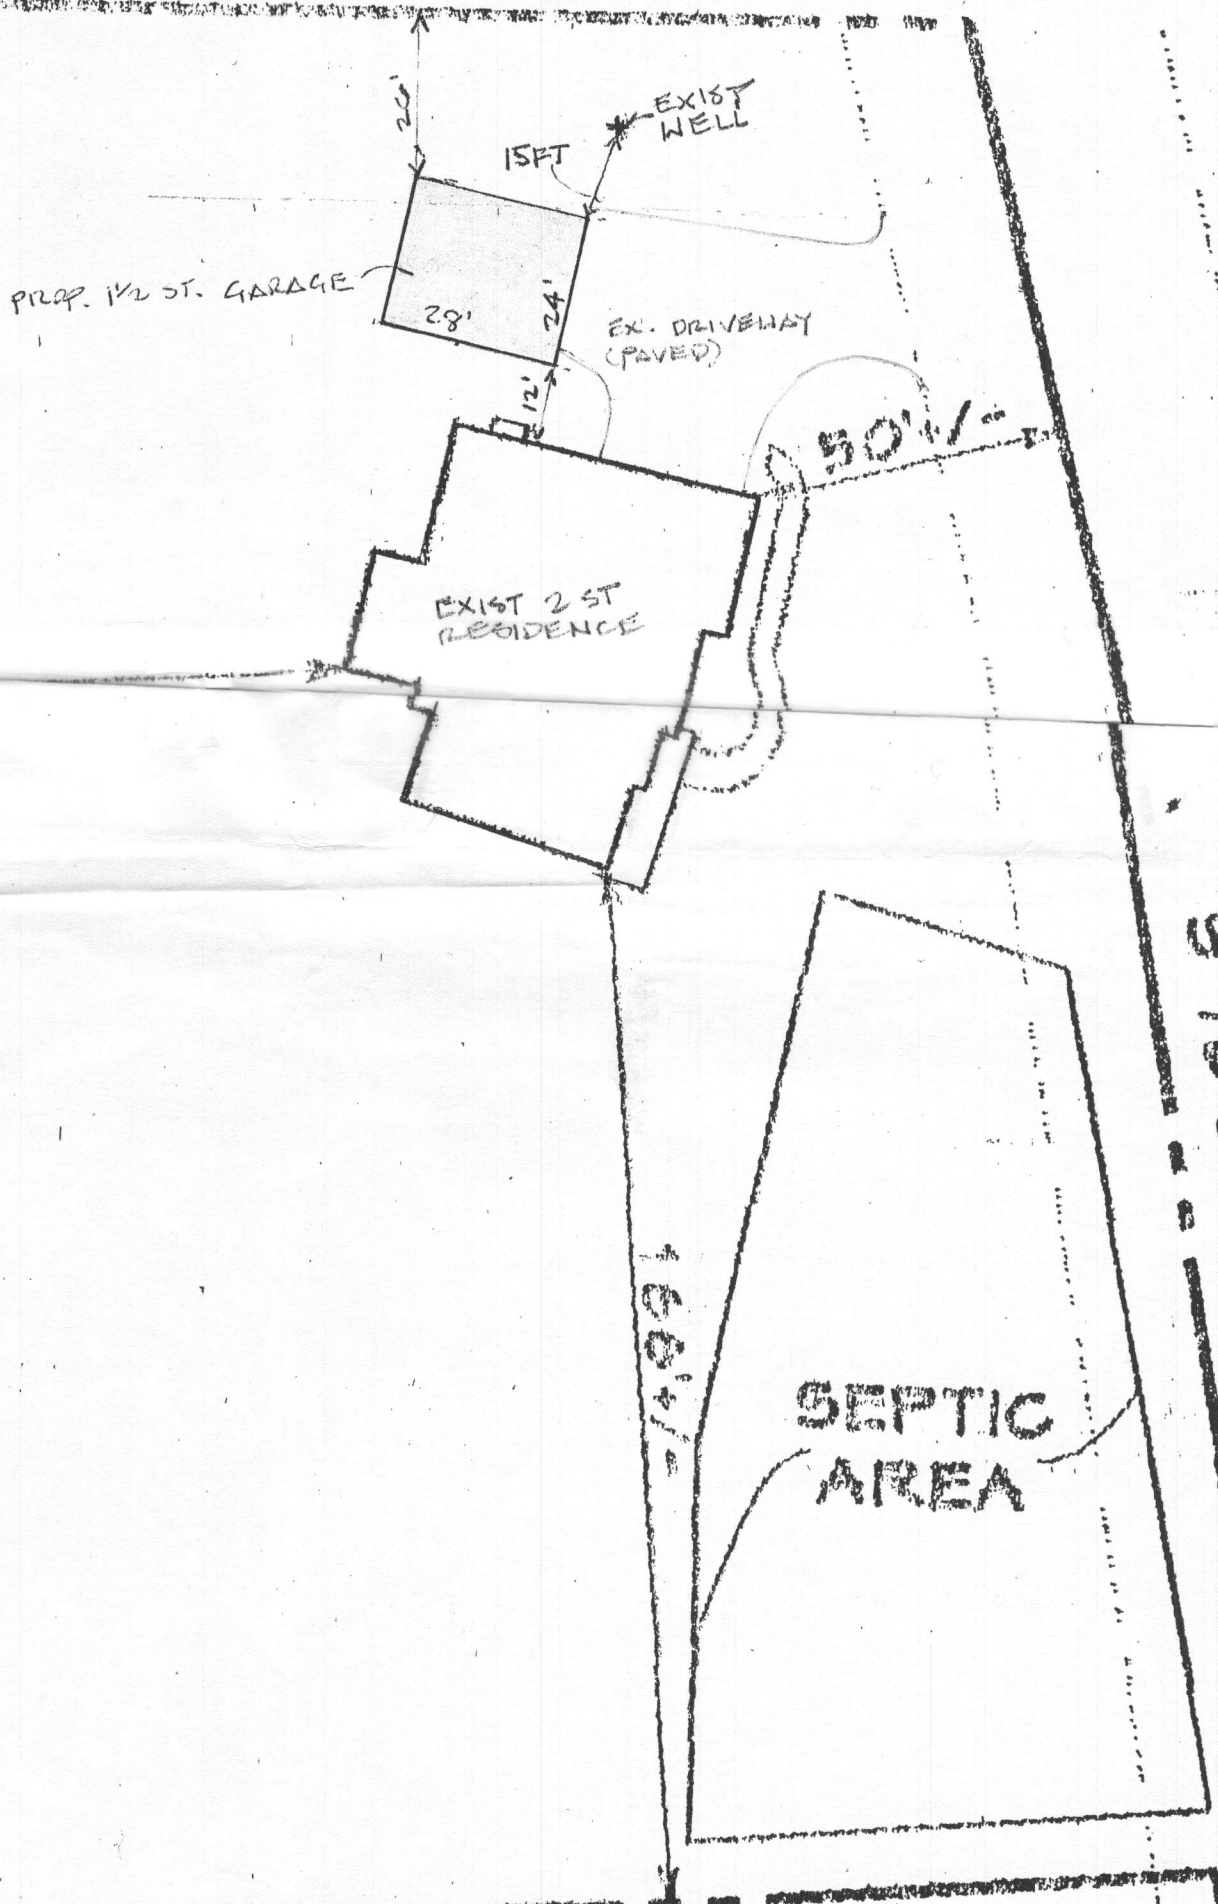 26'
EXIST
WELL
15FT
PROP. 1½ ST. GARAGE
28'
24'
EX. DRIVEWAY
(PAVED)
12'
50'+/-
EXIST 2 ST
RESIDENCE
SEPTIC
AREA